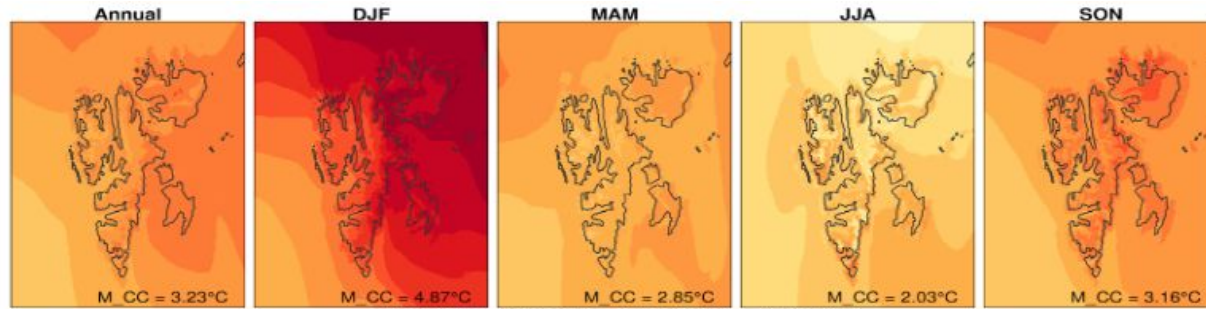 Annual DJF MAM JJA SON
M_CC = 3.23°C M_CC = 4.87°C M_CC = 2.85°C M_CC = 2.03°C M_CC = 3.16°C